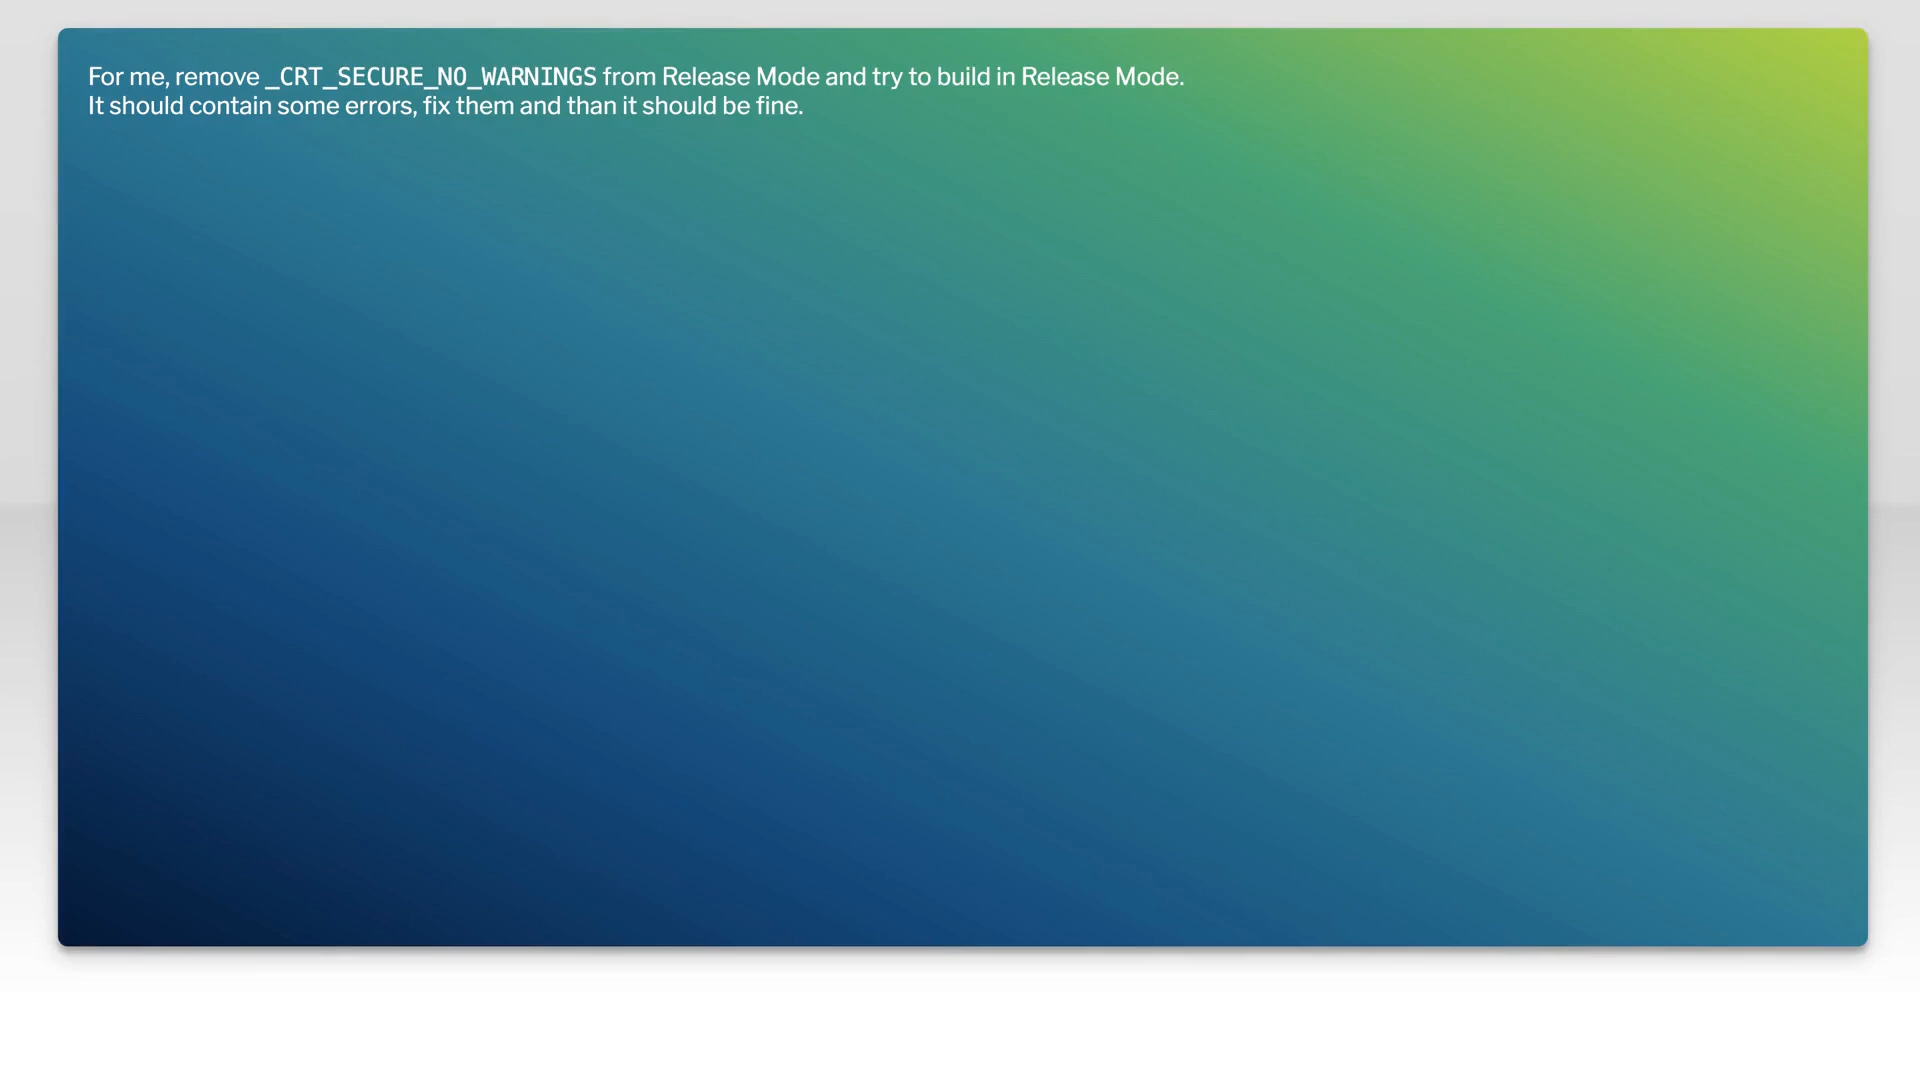 For me, remove _CRT_SECURE_NO_WARNINGS from Release Mode and try to build in Release Mode.
It should contain some errors, fix them and than it should be fine.